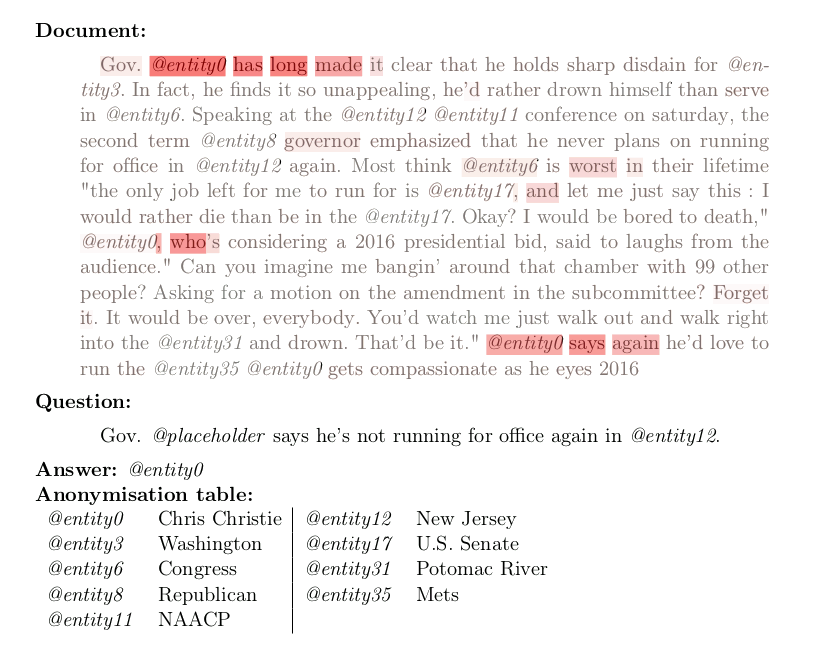 Document:
Gov. @entity0 has long made it clear that he holds sharp disdain for @en-
tity3. In fact, he finds it so unappealing, he'd rather drown himself than serve
in @entity6. Speaking at the @entity12 @entity11 conference on saturday, the
second term @entity8 governor emphasized that he never plans on running
for office in @entity12 again. Most think @entity6 is worst in their lifetime
"the only job left for me to run for is @entity17, and let me just say this : I
would rather die than be in the @entity17. Okay? I would be bored to death,"
@entity0, who's considering a 2016 presidential bid, said to laughs from the
audience." Can you imagine me bangin' around that chamber with 99 other
people? Asking for a motion on the amendment in the subcommittee? Forget
it. It would be over, everybody. You'd watch me just walk out and walk right
into the @entity31 and drown. That'd be it." @entity0 says again he'd love to
run the @entity35 @entity0 gets compassionate as he eyes 2016
Question:
Gov. @placeholder says he's not running for office again in @entity12.
Answer: @entity0
Anonymisation table:
@entity0 Chris Christie @entity12 New Jersey
@entity3 Washington @entity17 U.S. Senate
@entity6 Congress @entity31 Potomac River
@entity8 Republican @entity35 Mets
@entity11 NAACP